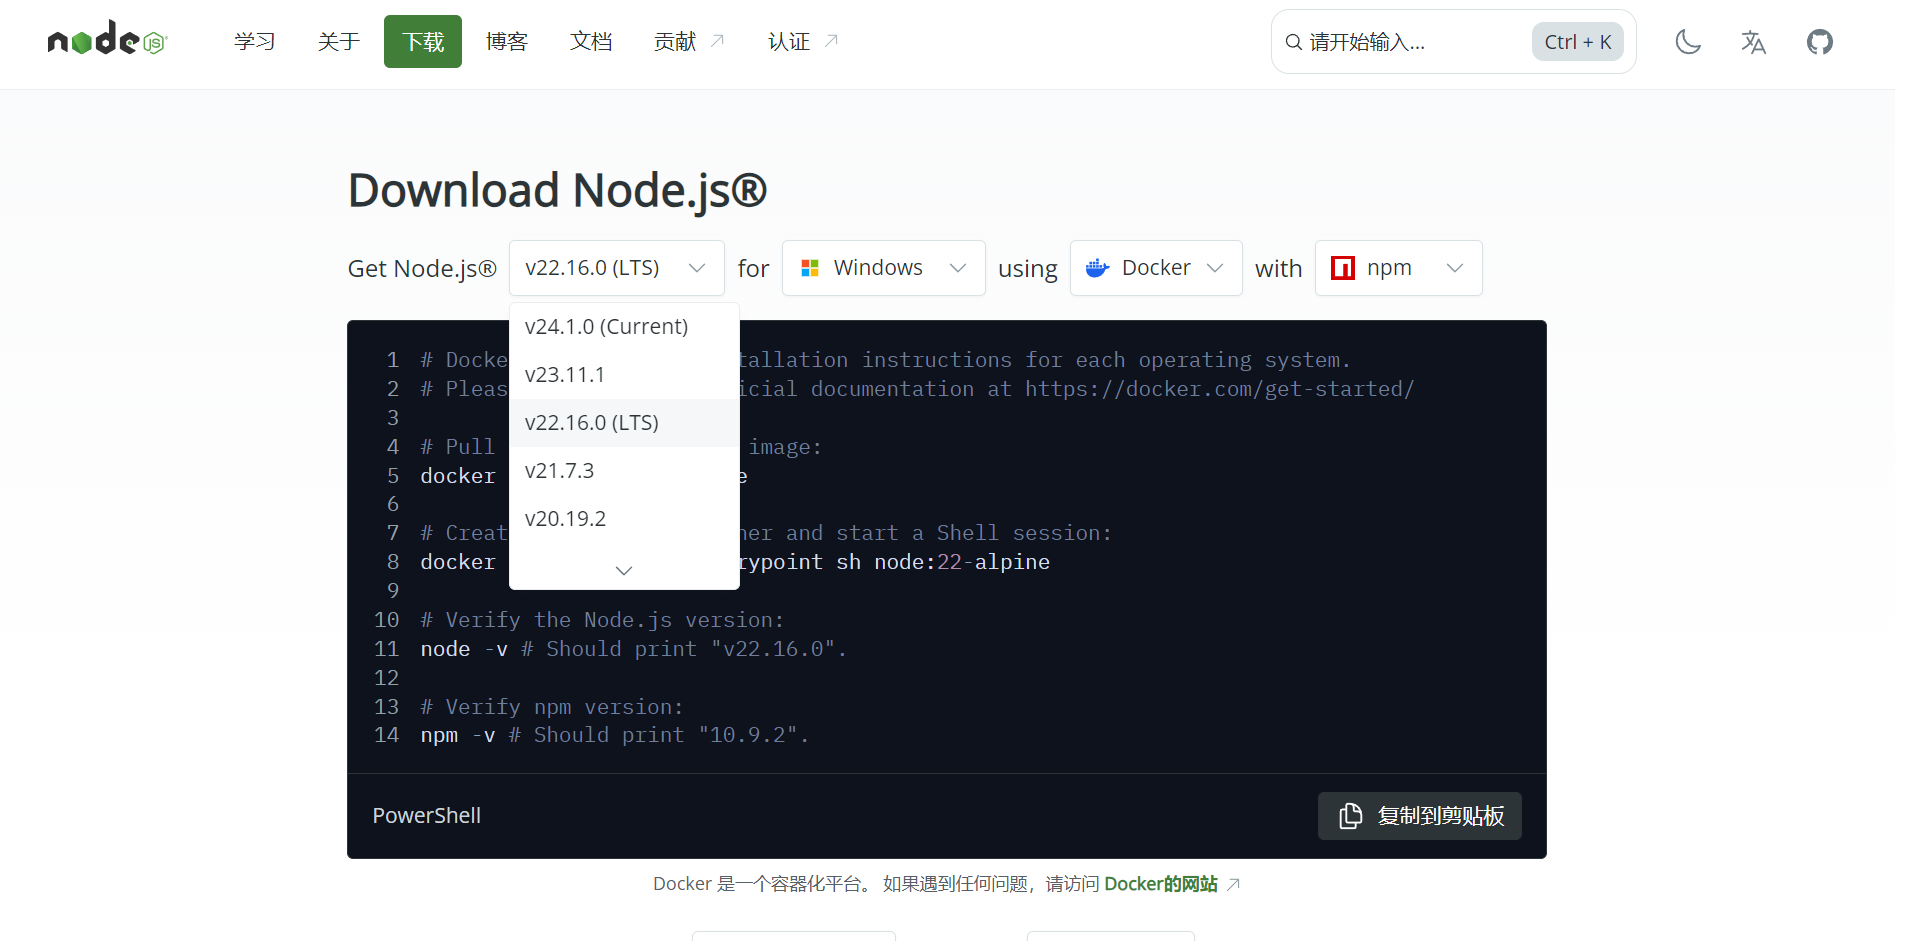 node JS
学习 关于 下载 博客 文档 贡献 认证 请开始输入... Ctrl + K
Download Node.js®
Get Node.js® v22.16.0 (LTS) for Windows using Docker with npm
v24.1.0 (Current)
v23.11.1
v22.16.0 (LTS)
v21.7.3
v20.19.2
1 # Docke tallation instructions for each operating system.
2 # Pleas icial documentation at https://docker.com/get-started/
3
4 # Pull image:
5 docker e
6
7 # Creat ner and start a Shell session:
8 docker rypoint sh node:22-alpine
9
10 # Verify the Node.js version:
11 node -v # Should print "v22.16.0".
12
13 # Verify npm version:
14 npm -v # Should print "10.9.2".
PowerShell 复制到剪贴板
Docker 是一个容器化平台。 如果遇到任何问题，请访问 Docker的网站